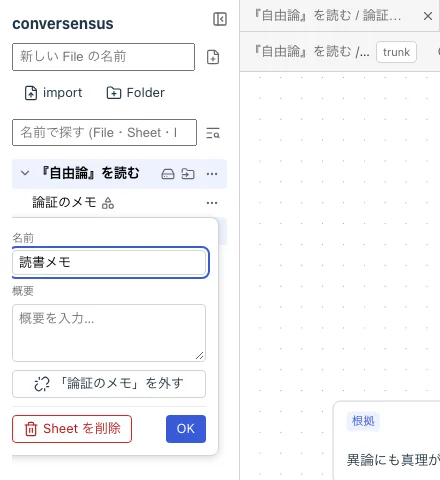 conversensus
新しい File の名前
import
Folder
名前で探す (File・Sheet・l
『自由論』を読む
論証のメモ
名前
読書メモ
概要
概要を入力...
「論証のメモ」を外す
Sheet を削除
OK
『自由論』を読む / 論証...
『自由論』を読む /... trunk
根拠
異論にも真理が